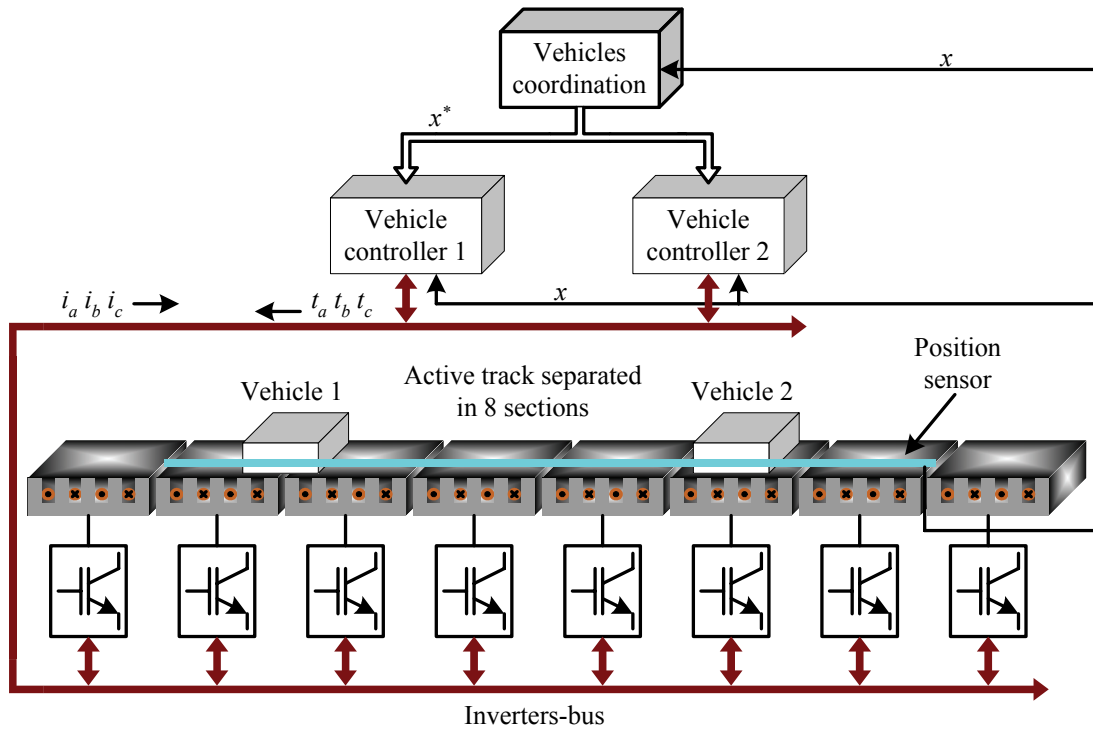 Vehicles
coordination
x
x*
Vehicle
controller 1
Vehicle
controller 2
i_a i_b i_c
t_a t_b t_c
x
Position
sensor
Vehicle 1
Active track separated
in 8 sections
Vehicle 2
Inverters-bus